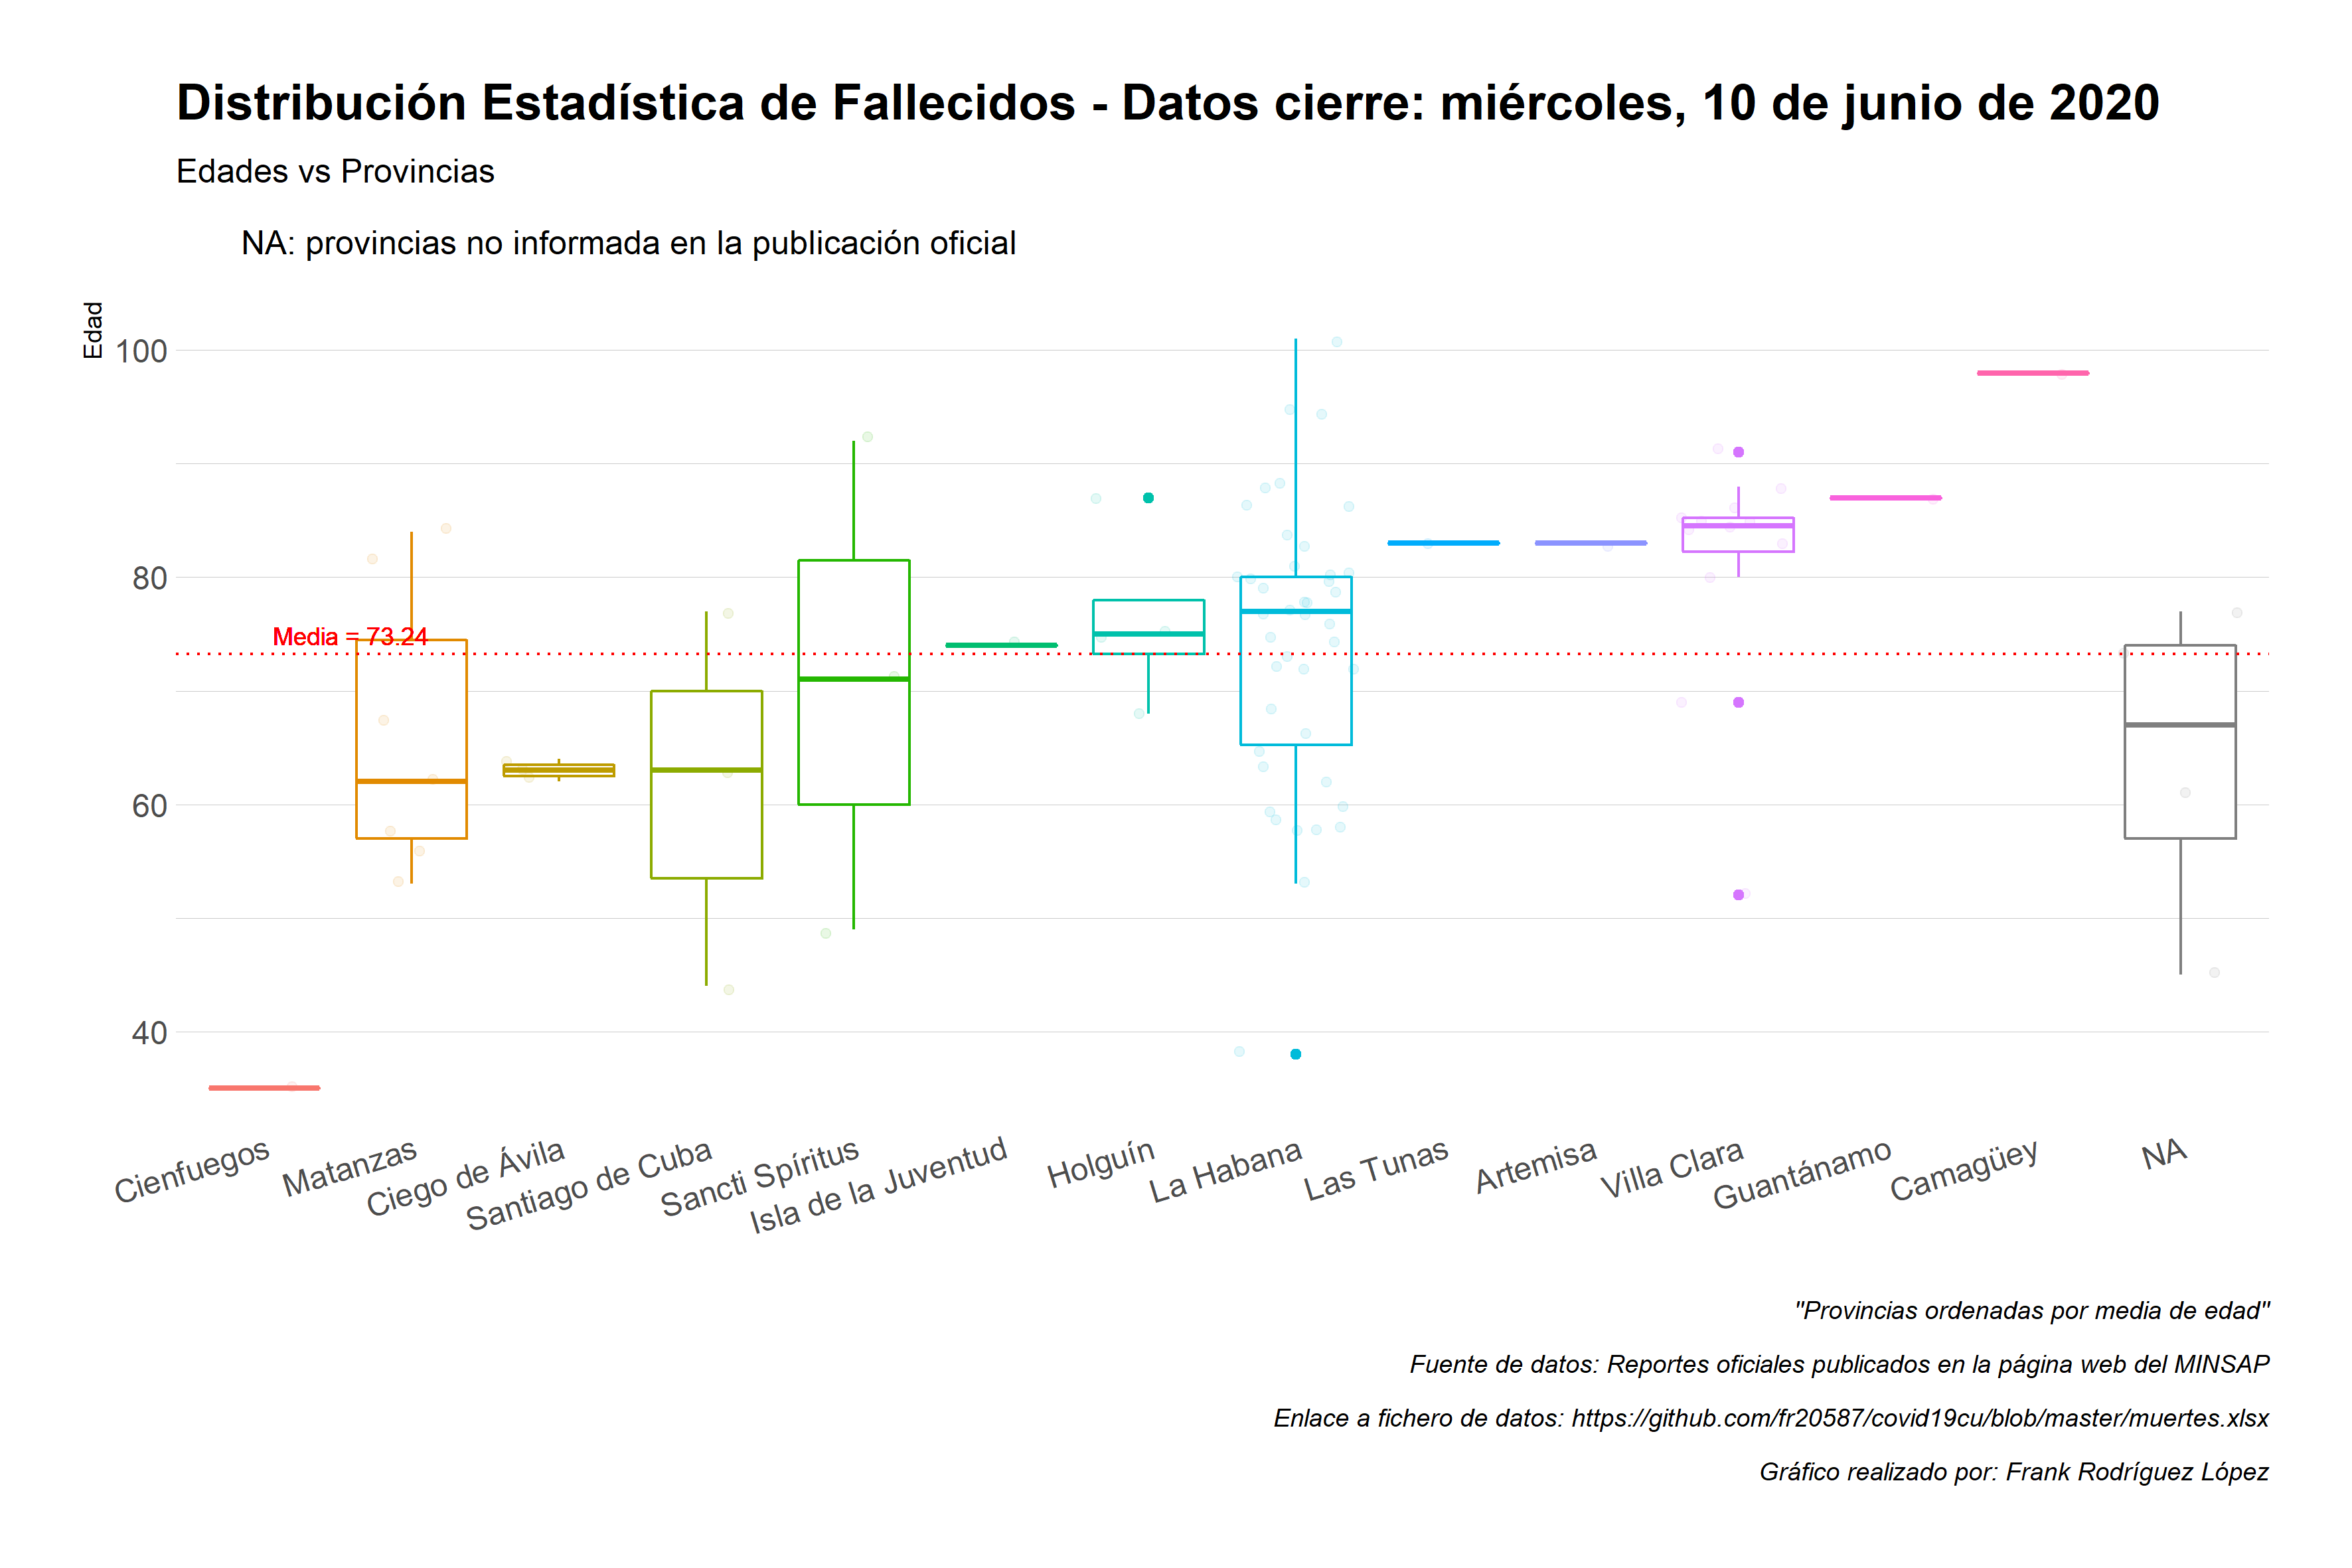 Distribución Estadística de Fallecidos - Datos cierre: miércoles, 10 de junio de 2020
Edades vs Provincias
NA: provincias no informada en la publicación oficial
Edad
100
80
60
40
Media = 73.24
Cienfuegos
Matanzas
Ciego de Ávila
Santiago de Cuba
Sancti Spíritus
Isla de la Juventud
Holguín
La Habana
Las Tunas
Artemisa
Villa Clara
Guantánamo
Camagüey
NA
"Provincias ordenadas por media de edad"
Fuente de datos: Reportes oficiales publicados en la página web del MINSAP
Enlace a fichero de datos: https://github.com/fr20587/covid19cu/blob/master/muertes.xlsx
Gráfico realizado por: Frank Rodríguez López